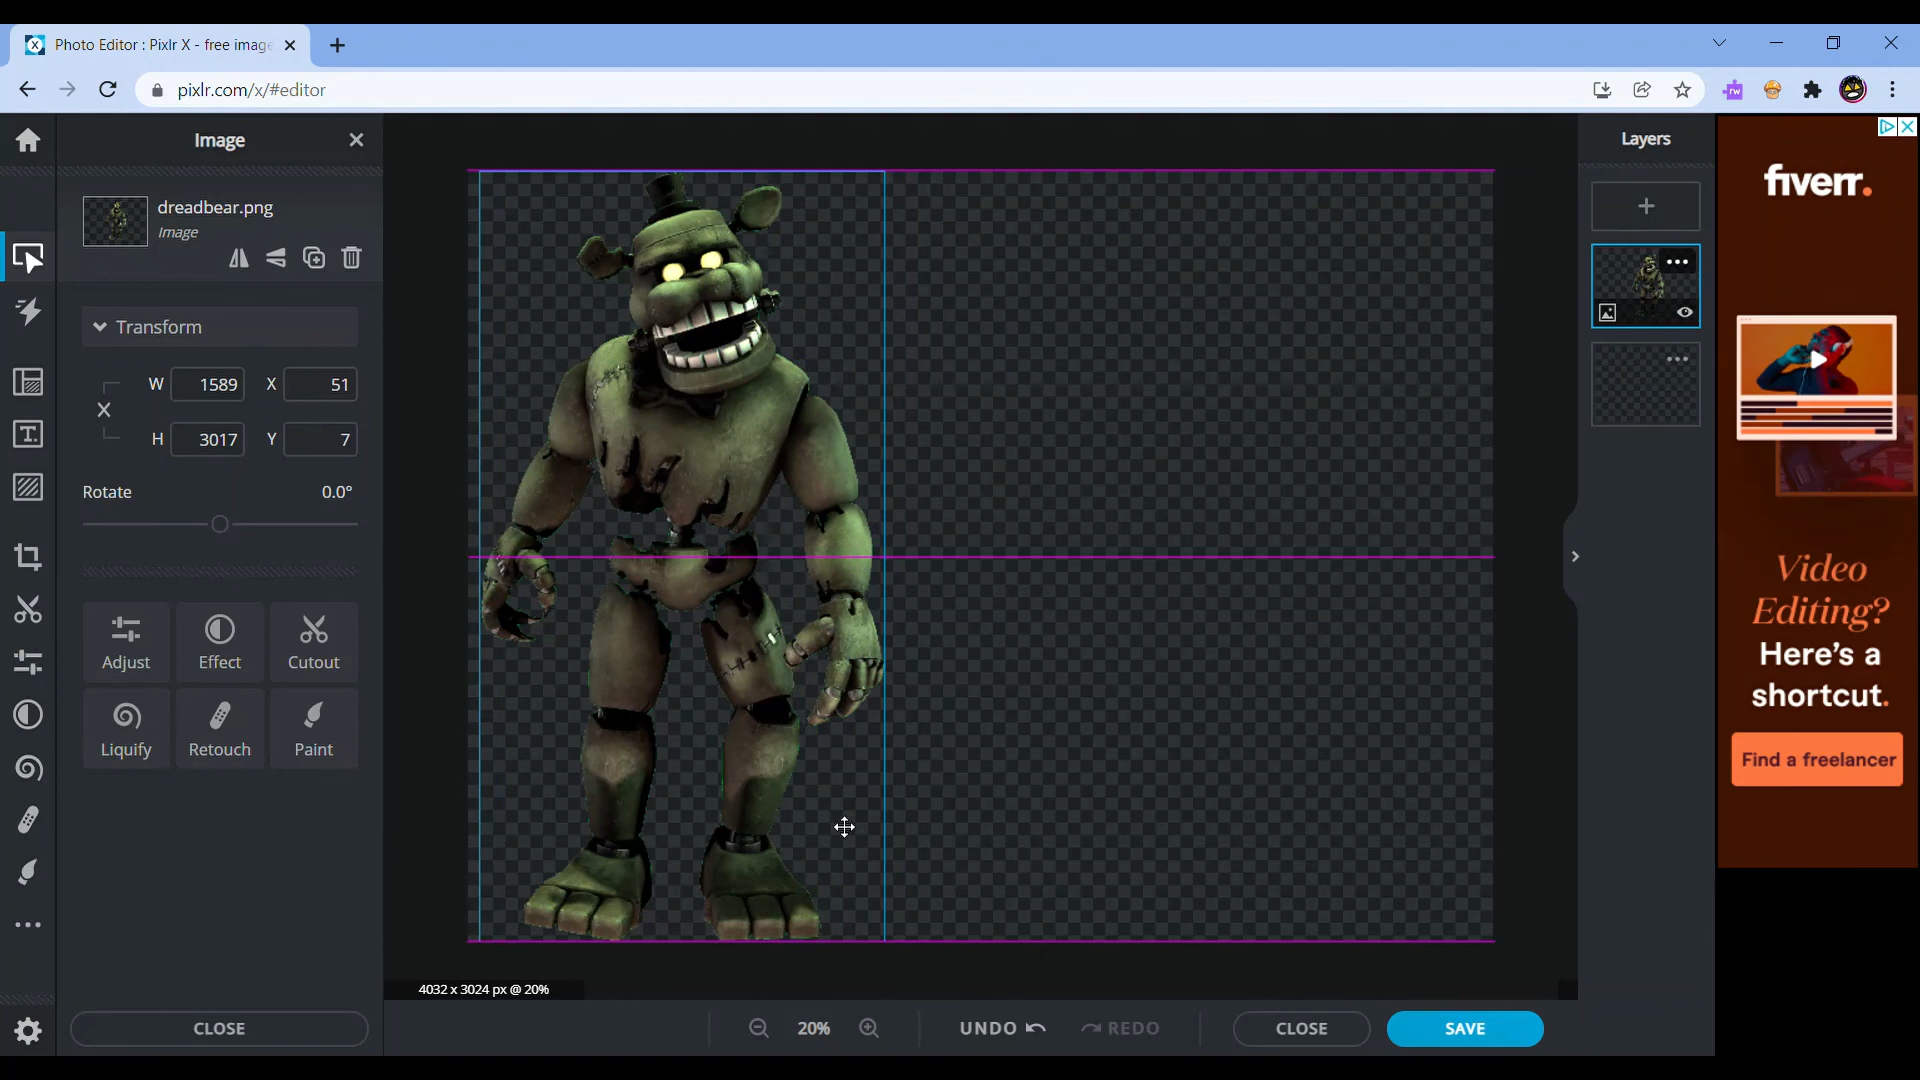 Photo Editor : Pixlr X - free image
pixlr.com/x/#editor
rw
Image
dreadbear.png
Image
Transform
W 1589 X 51
H 3017 Y 7
Rotate 0.0°
Adjust Effect Cutout
Liquify Retouch Paint
CLOSE
4032 x 3024 px @ 20%
20%
UNDO
REDO
CLOSE
SAVE
Layers
fiverr.
Video
Editing?
Here's a
shortcut.
Find a freelancer